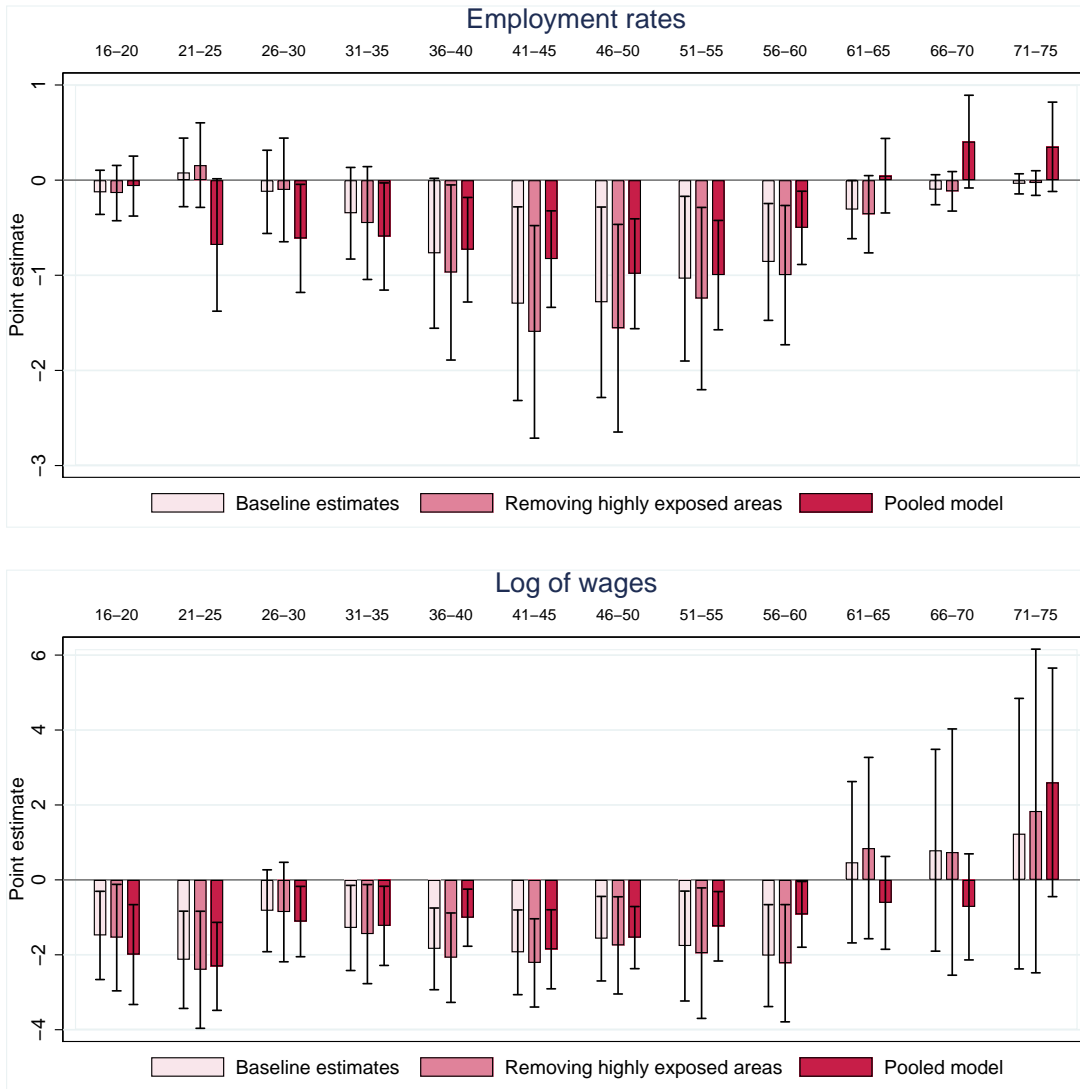 Employment rates
16–20 21–25 26–30 31–35 36–40 41–45 46–50 51–55 56–60 61–65 66–70 71–75
1
0
−1
−2
−3
Point estimate
Baseline estimates Removing highly exposed areas Pooled model
Log of wages
16–20 21–25 26–30 31–35 36–40 41–45 46–50 51–55 56–60 61–65 66–70 71–75
6
4
2
0
−2
−4
Point estimate
Baseline estimates Removing highly exposed areas Pooled model